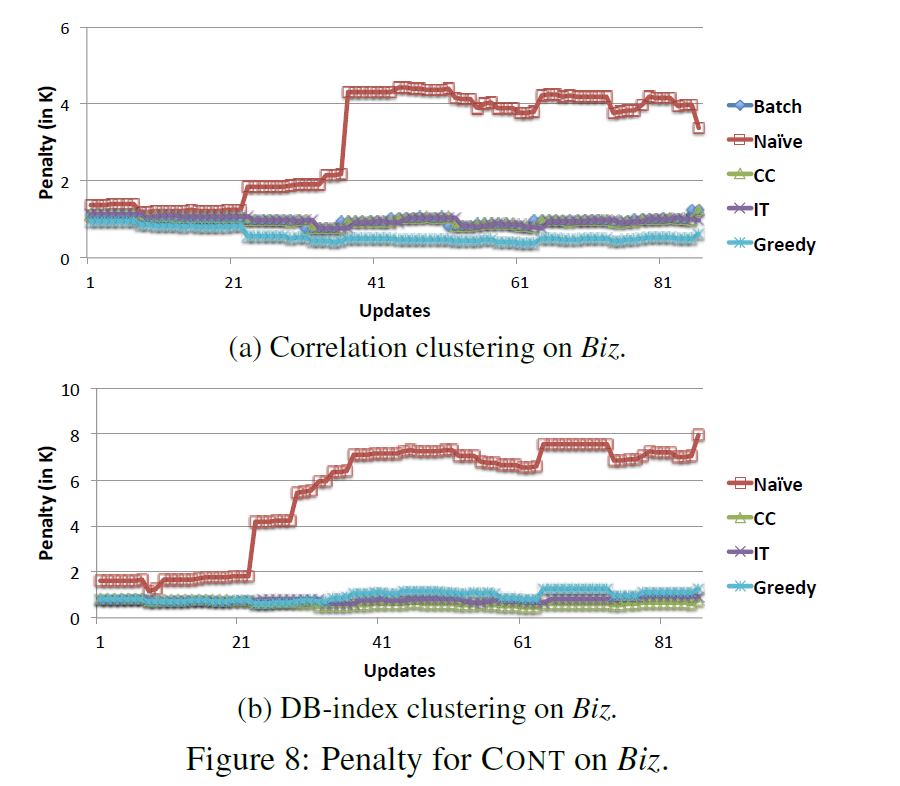 6
4
2
0
Penalty (in K)
1 21 41 61 81
Updates
Batch
Naïve
CC
IT
Greedy
(a) Correlation clustering on Biz.
10
8
6
4
2
0
Penalty (in K)
1 21 41 61 81
Updates
Naïve
CC
IT
Greedy
(b) DB-index clustering on Biz.
Figure 8: Penalty for CONT on Biz.